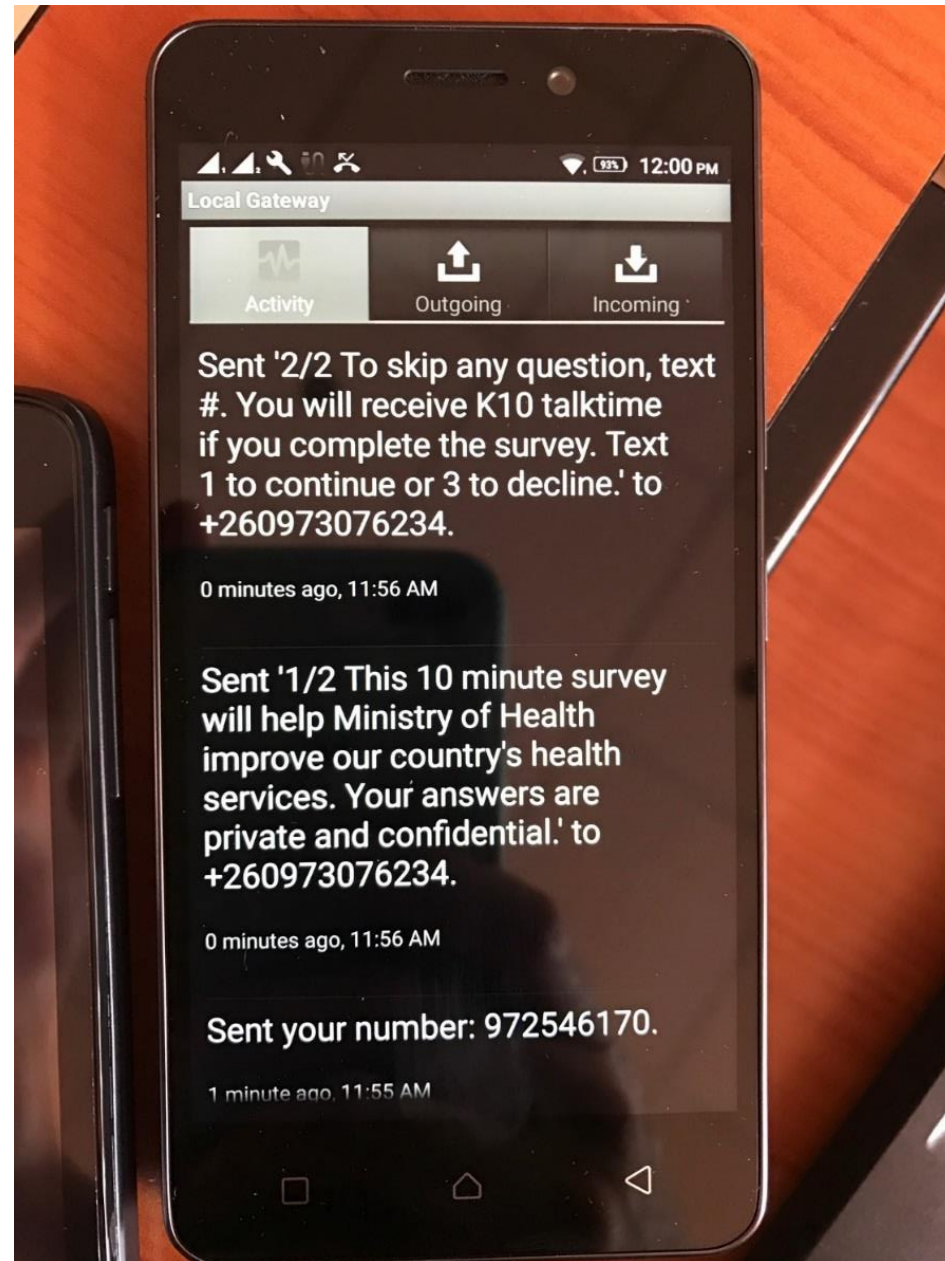 1 2 93% 12:00 PM
Local Gateway
Activity Outgoing Incoming
Sent '2/2 To skip any question, text
#. You will receive K10 talktime
if you complete the survey. Text
1 to continue or 3 to decline.' to
+260973076234.
0 minutes ago, 11:56 AM
Sent '1/2 This 10 minute survey
will help Ministry of Health
improve our country's health
services. Your answers are
private and confidential.' to
+260973076234.
0 minutes ago, 11:56 AM
Sent your number: 972546170.
1 minute ago, 11:55 AM